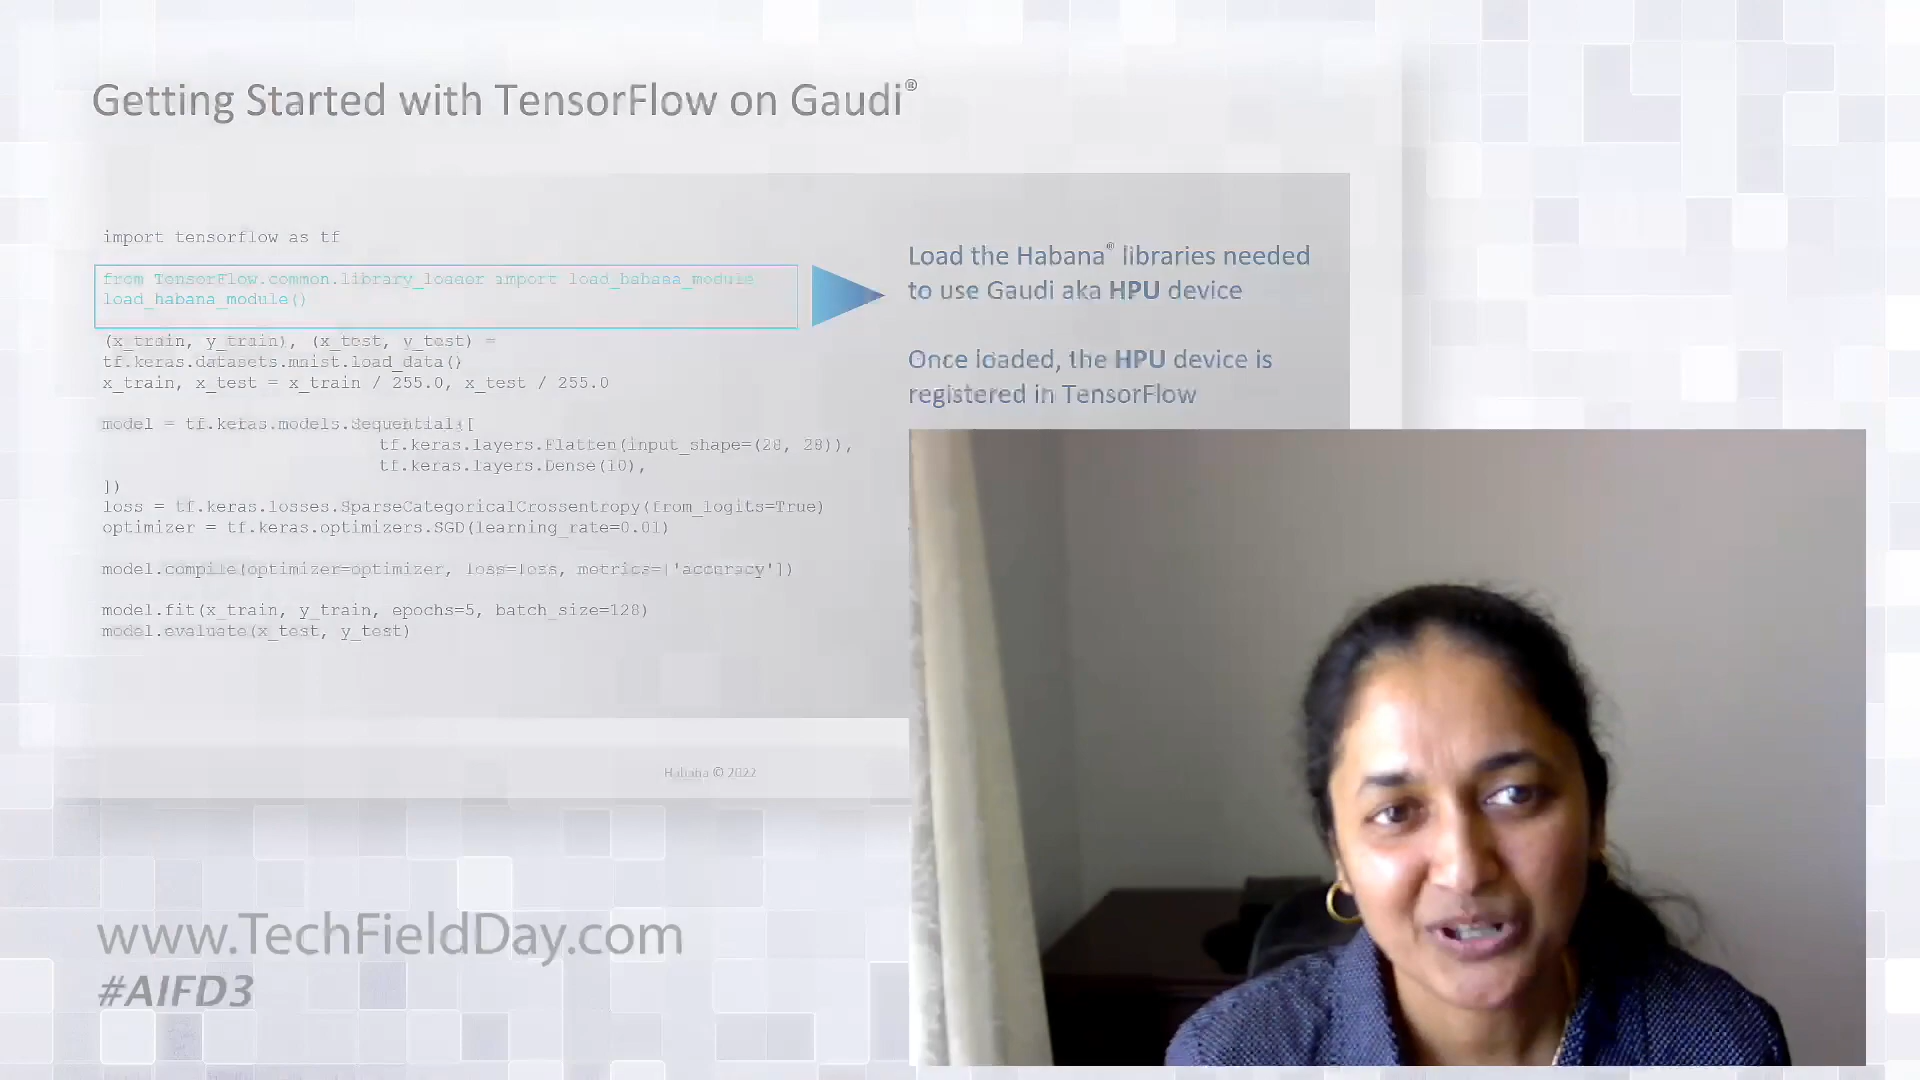 Getting Started with TensorFlow on Gaudi®
import tensorflow as tf
from TensorFlow.common.library_loader import load_habana_module
load_habana_module()
(x_train, y_train), (x_test, y_test) =
tf.keras.datasets.mnist.load_data()
x_train, x_test = x_train / 255.0, x_test / 255.0
model = tf.keras.models.Sequential([
tf.keras.layers.Flatten(input_shape=(28, 28)),
tf.keras.layers.Dense(10),
])
loss = tf.keras.losses.SparseCategoricalCrossentropy(from_logits=True)
optimizer = tf.keras.optimizers.SGD(learning_rate=0.01)
model.compile(optimizer=optimizer, loss=loss, metrics=['accuracy'])
model.fit(x_train, y_train, epochs=5, batch_size=128)
model.evaluate(x_test, y_test)
Load the Habana® libraries needed
to use Gaudi aka HPU device
Once loaded, the HPU device is
registered in TensorFlow
Habana © 2022
www.TechFieldDay.com
#AIFD3